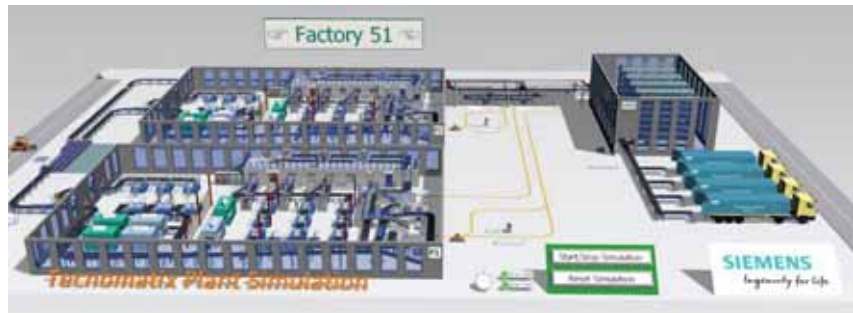 Factory 51
Tecnomatix Plant Simulation
Start/Stop Simulation
Reset Simulation
SIEMENS
Ingenuity for life